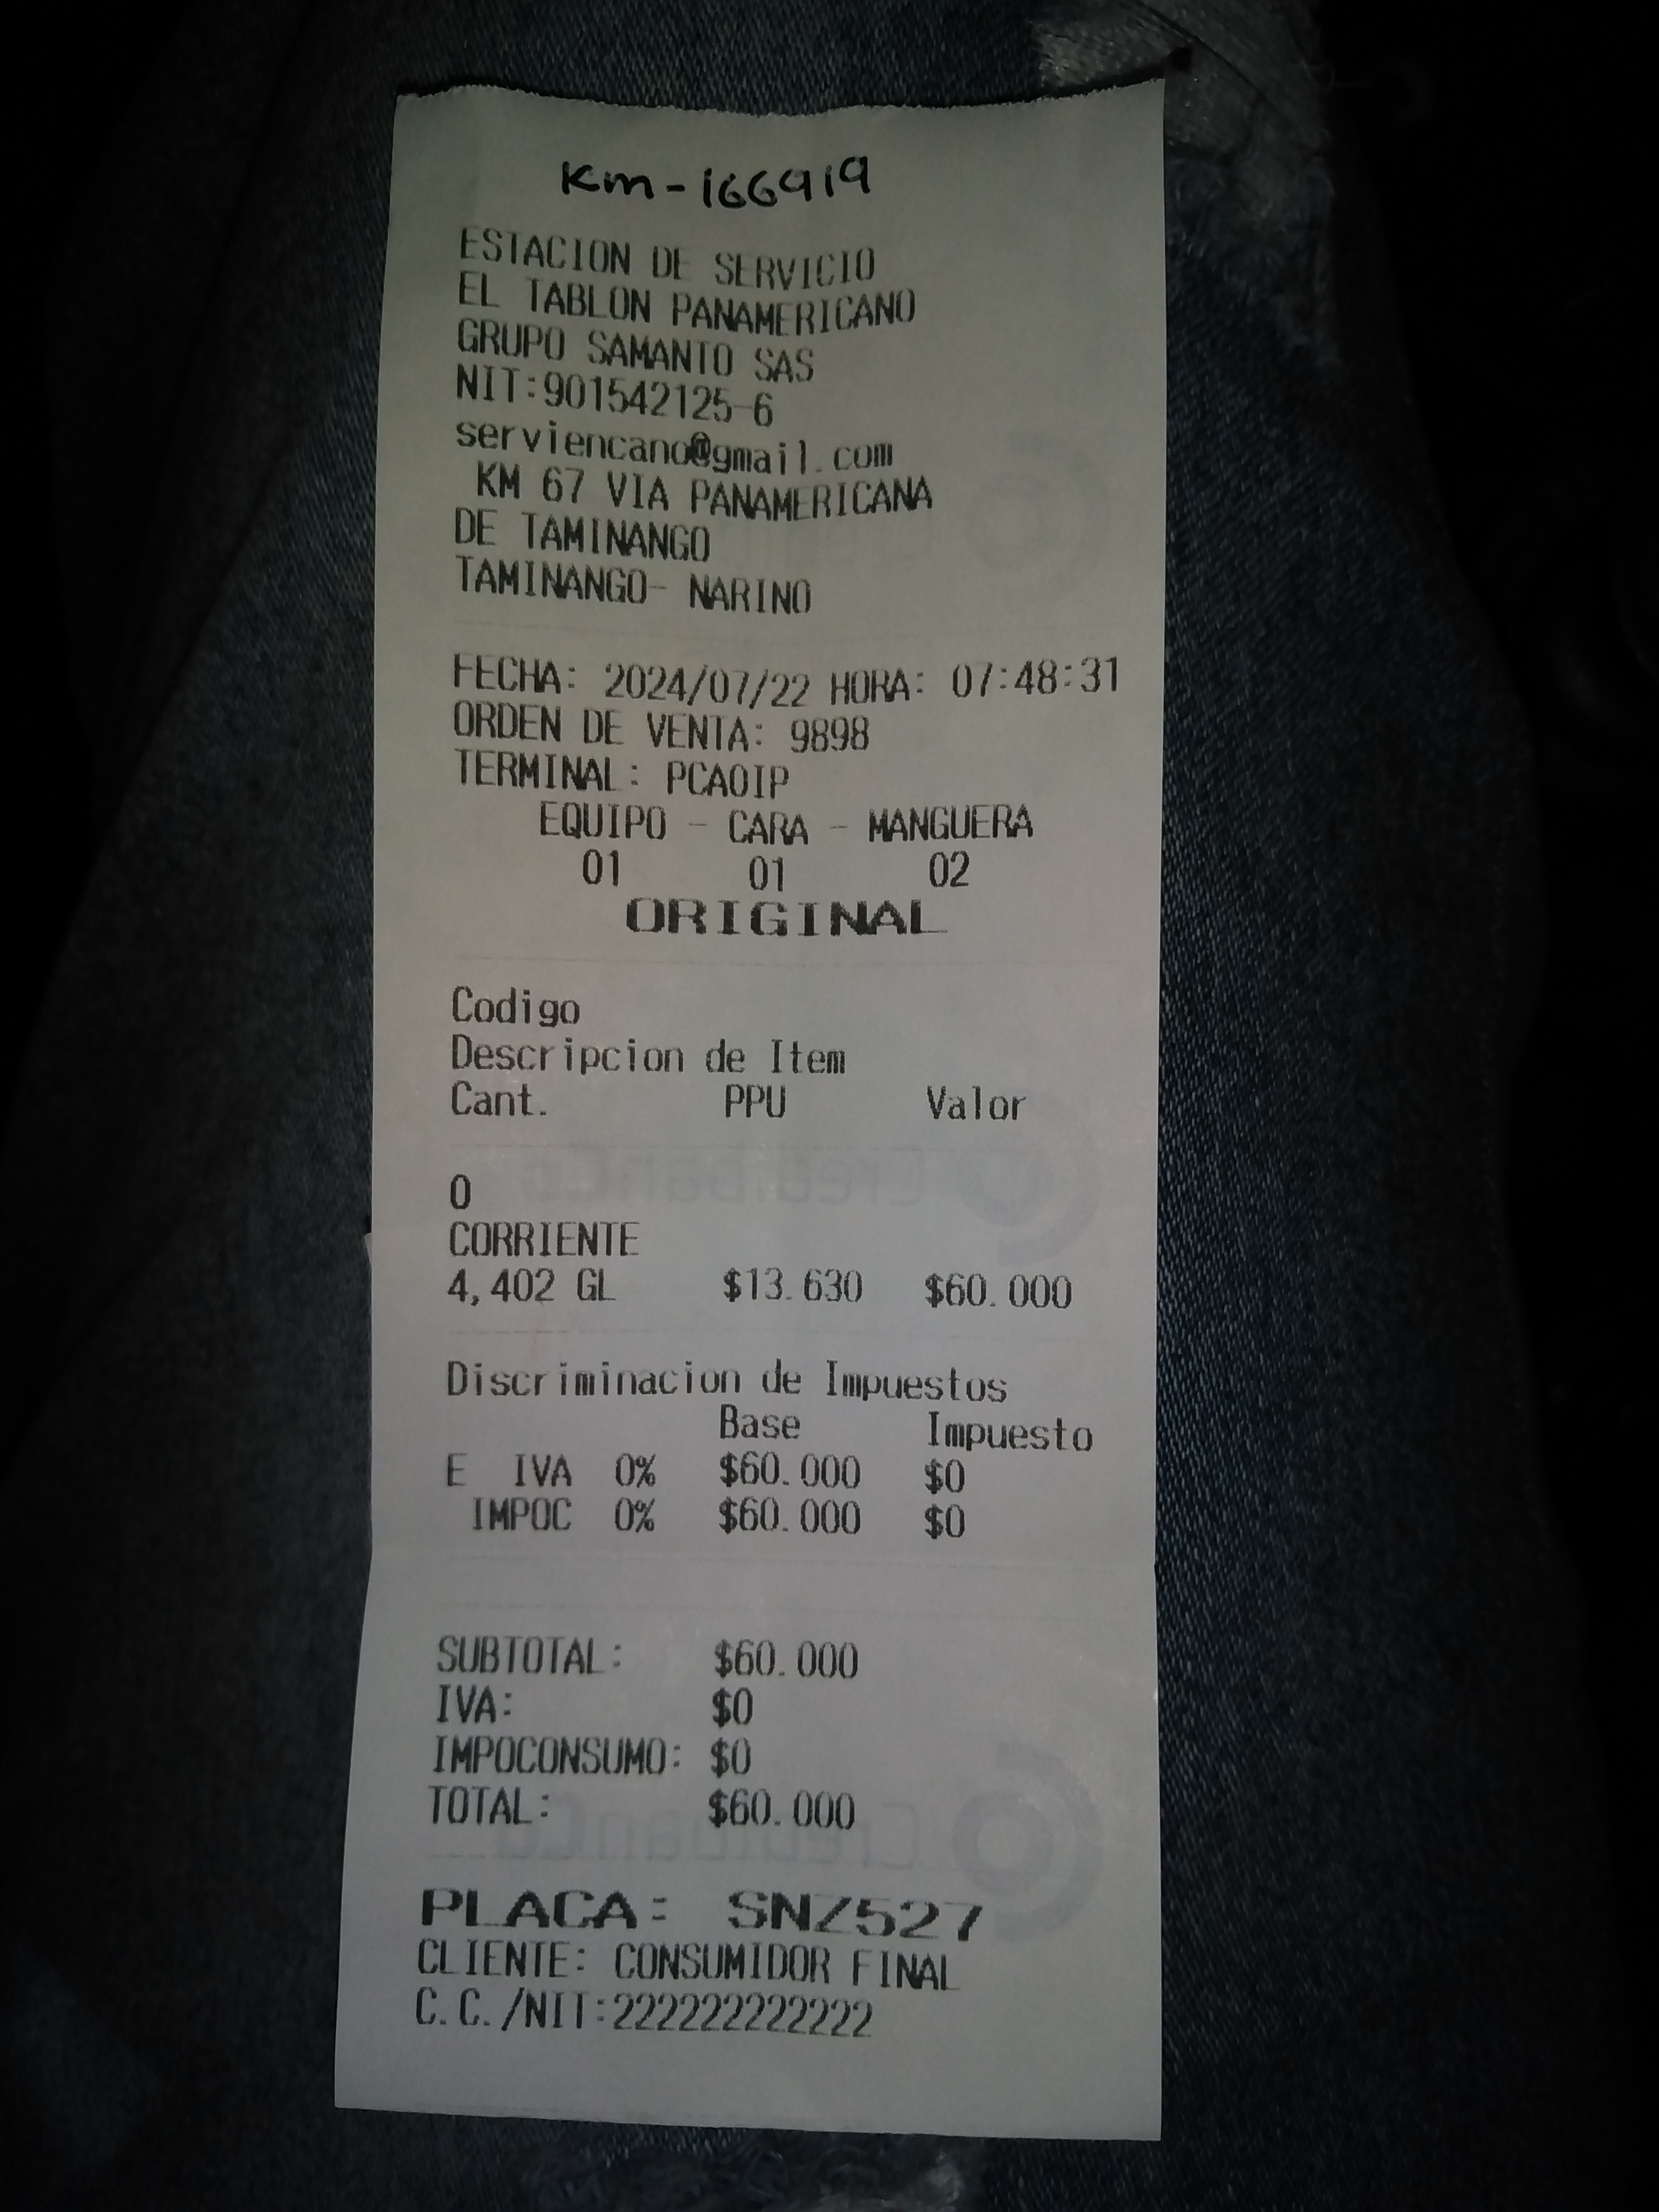 Km-166919
ESTACION DE SERVICIO
EL TABLON PANAMERICANO
GRUPO SAMANTO SAS
NIT:901542125-6
serviencano@gmail.com
KM 67 VIA PANAMERICANA
DE TAMINANGO
TAMINANGO- NARINO
FECHA: 2024/07/22 HORA: 07:48:31
ORDEN DE VENTA: 9898
TERMINAL: PCAOIP
EQUIPO - CARA - MANGUERA
01 01 02
ORIGINAL
Codigo
Descripcion de Item
Cant. PPU Valor
0
CORRIENTE
4,402 GL $13.630 $60.000
Discriminacion de Impuestos
Base Impuesto
E IVA 0% $60.000 $0
IMPOC 0% $60.000 $0
SUBTOTAL: $60.000
IVA: $0
IMPOCONSUMO: $0
TOTAL: $60.000
PLACA: SNZ527
CLIENTE: CONSUMIDOR FINAL
C.C./NIT:222222222222